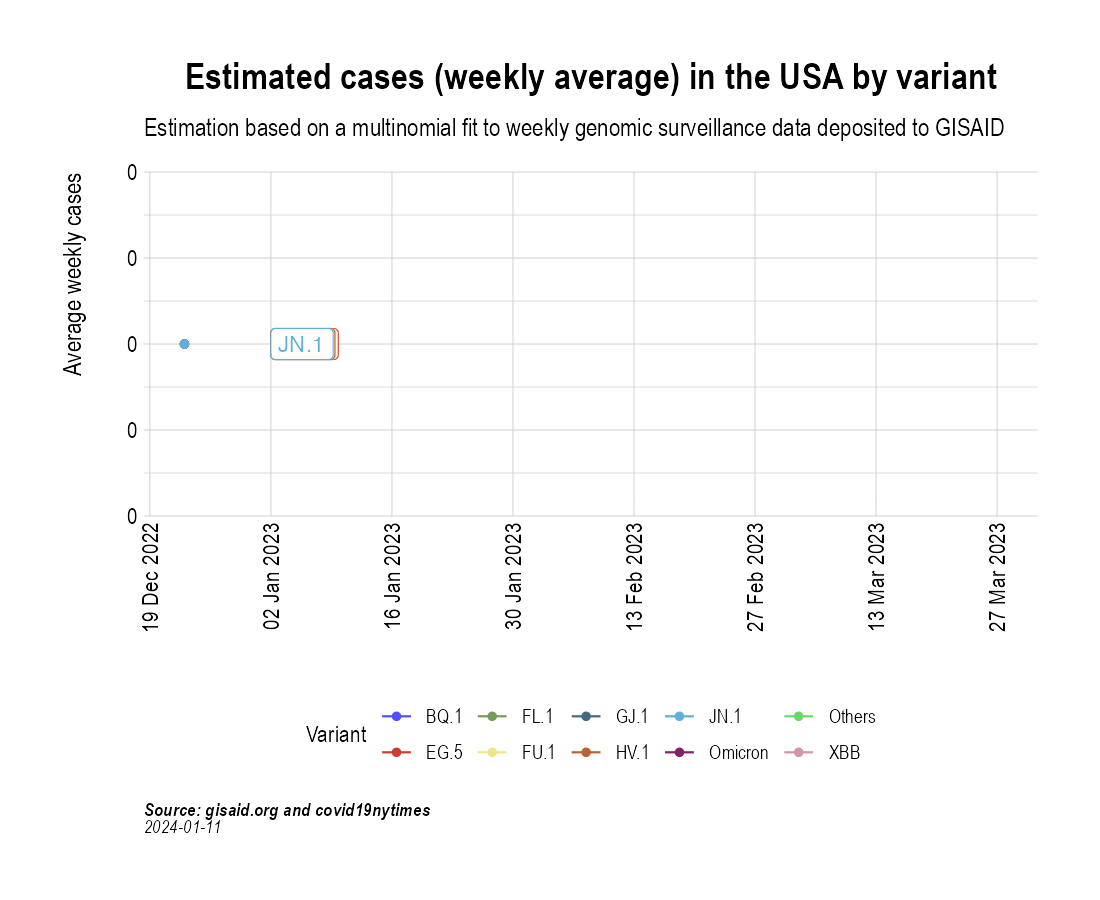 Estimated cases (weekly average) in the USA by variant
Estimation based on a multinomial fit to weekly genomic surveillance data deposited to GISAID
Average weekly cases
0
0
0
0
0
JN.1
19 Dec 2022
02 Jan 2023
16 Jan 2023
30 Jan 2023
13 Feb 2023
27 Feb 2023
13 Mar 2023
27 Mar 2023
Variant
BQ.1 FL.1 GJ.1 JN.1 Others
EG.5 FU.1 HV.1 Omicron XBB
Source: gisaid.org and covid19nytimes
2024-01-11